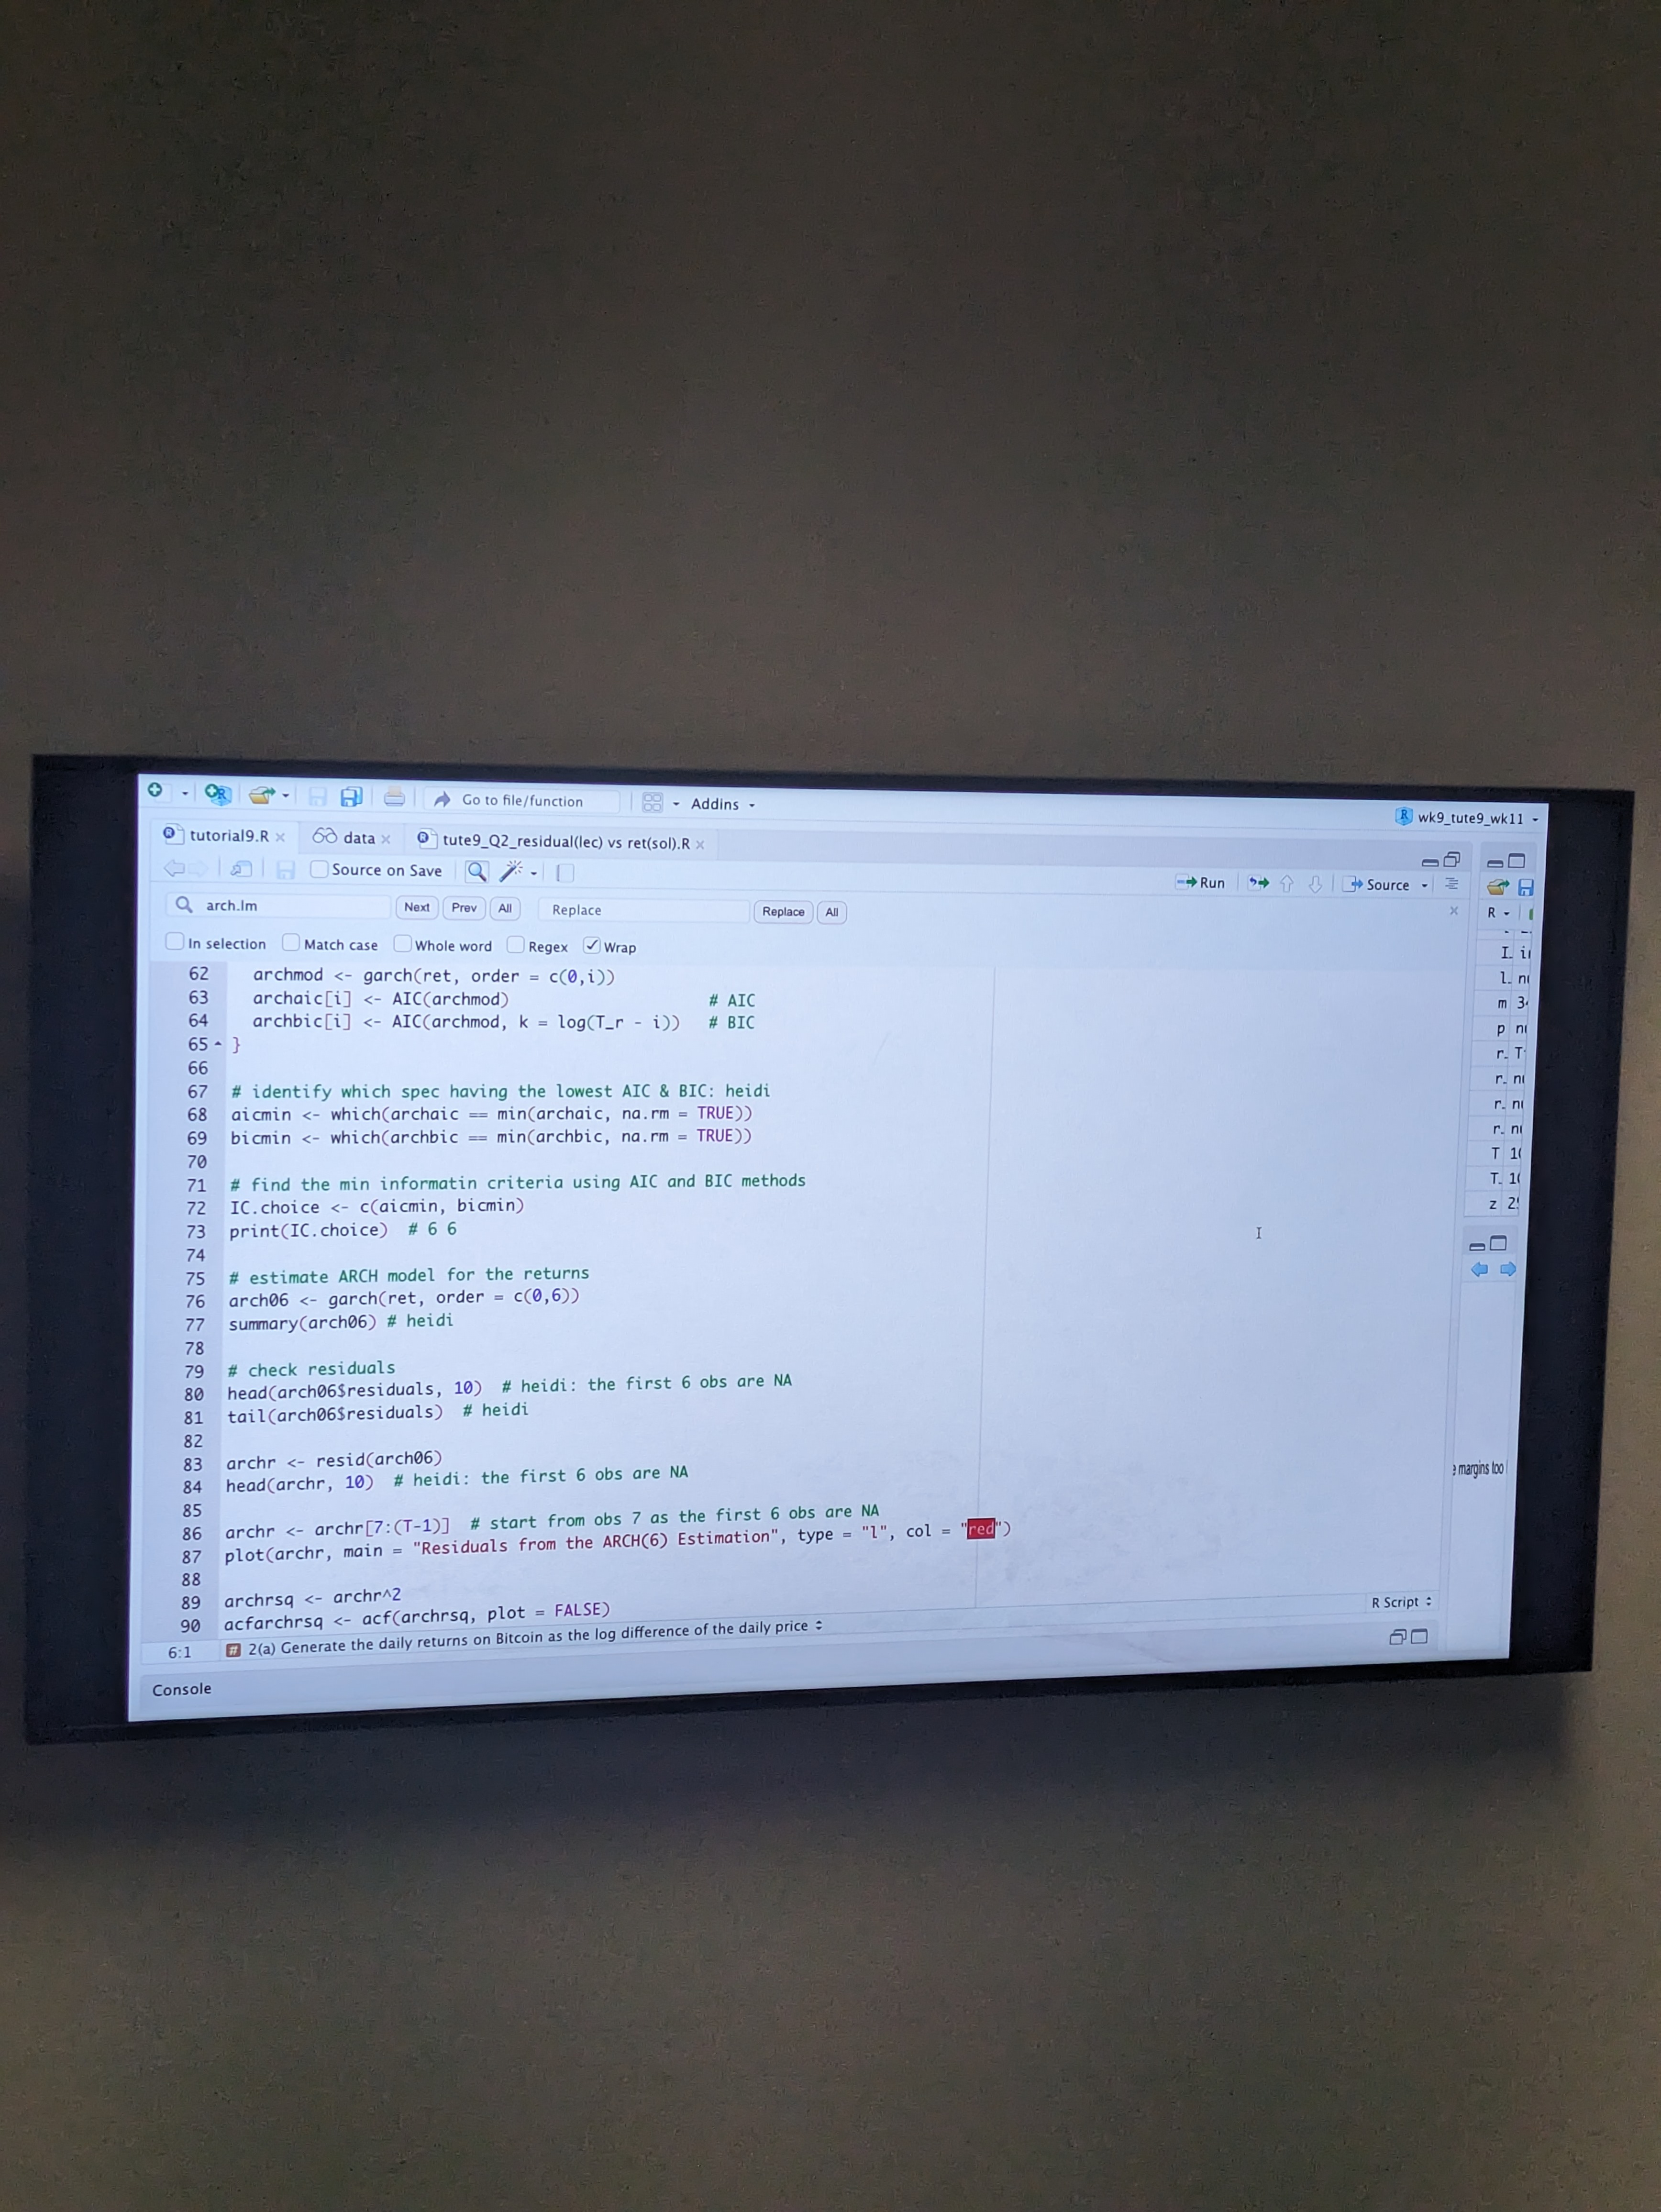 Go to file/function
Addins
wk9_tute9_wk11
tutorial9.R
data
tute9_Q2_residual(lec) vs ret(sol).R
Source on Save
Run
Source
arch.lm
Next
Prev
All
Replace
Replace
All
In selection
Match case
Whole word
Regex
Wrap
62 archmod <- garch(ret, order = c(0,i))
63 archaic[i] <- AIC(archmod) # AIC
64 archbic[i] <- AIC(archmod, k = log(T_r - i)) # BIC
65 }
66
67 # identify which spec having the lowest AIC & BIC: heidi
68 aicmin <- which(archaic == min(archaic, na.rm = TRUE))
69 bicmin <- which(archbic == min(archbic, na.rm = TRUE))
70
71 # find the min informatin criteria using AIC and BIC methods
72 IC.choice <- c(aicmin, bicmin)
73 print(IC.choice) # 6 6
74
75 # estimate ARCH model for the returns
76 arch06 <- garch(ret, order = c(0,6))
77 summary(arch06) # heidi
78
79 # check residuals
80 head(arch06$residuals, 10) # heidi: the first 6 obs are NA
81 tail(arch06$residuals) # heidi
82
83 archr <- resid(arch06)
84 head(archr, 10) # heidi: the first 6 obs are NA
85
86 archr <- archr[7:(T-1)] # start from obs 7 as the first 6 obs are NA
87 plot(archr, main = "Residuals from the ARCH(6) Estimation", type = "l", col = "red")
88
89 archrsq <- archr^2
90 acfarchrsq <- acf(archrsq, plot = FALSE)
6:1
# 2(a) Generate the daily returns on Bitcoin as the log difference of the daily price
R Script
Console
R
margins too